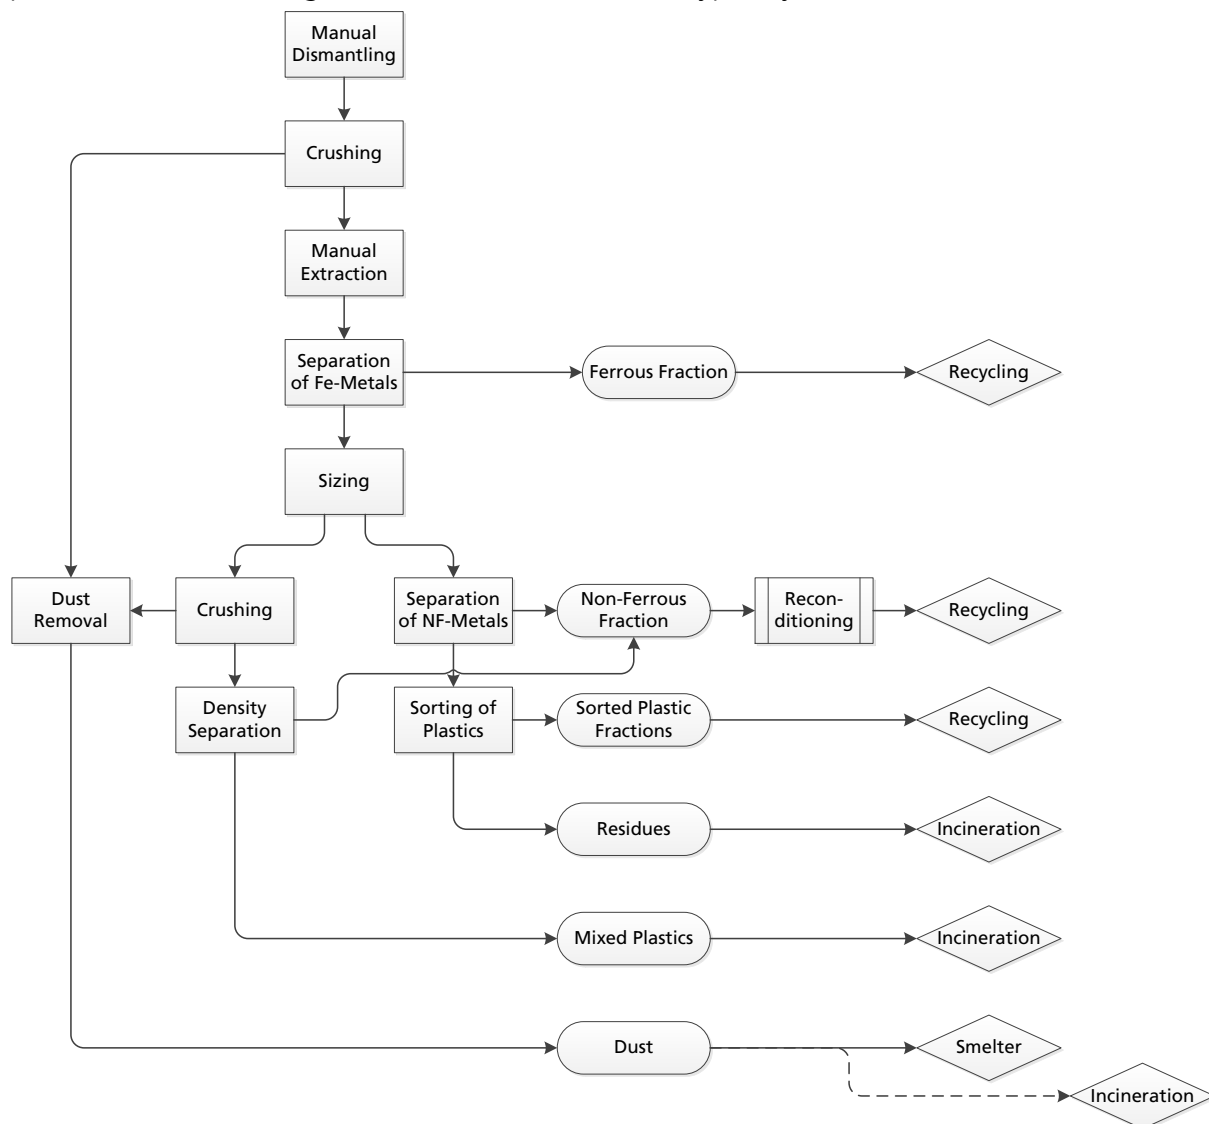 Manual
Dismantling
Crushing
Manual
Extraction
Separation
of Fe-Metals
Ferrous Fraction
Recycling
Sizing
Dust
Removal
Crushing
Separation
of NF-Metals
Non-Ferrous
Fraction
Recon-
ditioning
Recycling
Density
Separation
Sorting of
Plastics
Sorted Plastic
Fractions
Recycling
Residues
Incineration
Mixed Plastics
Incineration
Dust
Smelter
Incineration